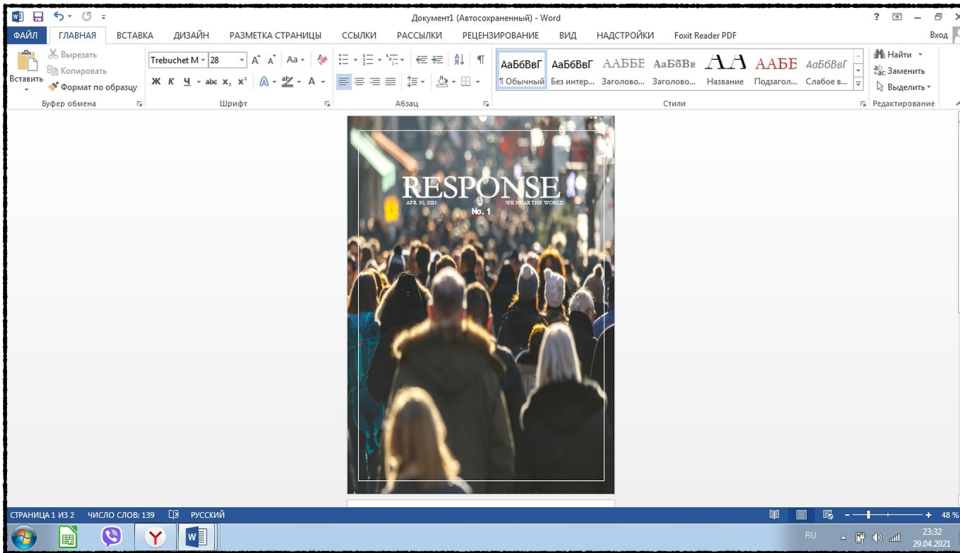 Документ1 (Автосохраненный) - Word
ФАЙЛ ГЛАВНАЯ ВСТАВКА ДИЗАЙН РАЗМЕТКА СТРАНИЦЫ ССЫЛКИ РАССЫЛКИ РЕЦЕНЗИРОВАНИЕ ВИД НАДСТРОЙКИ Foxit Reader PDF Вход
Вставить
Вырезать
Копировать
Формат по образцу
Буфер обмена
Trebuchet M 28
Ж К Ч abc x₂ x²
Шрифт
Абзац
АаБбВвГ АаБбВвГ ААББЕ АаБбВв АА ААББ АаБбВвГ
¶ Обычный Без интер... Заголово... Заголово... Название Подзагол... Слабое в...
Стили
Найти
Заменить
Выделить
Редактирование
RESPONSE
APR 30, 2021 WE HEAR THE WORLD
No. 1
СТРАНИЦА 1 ИЗ 2 ЧИСЛО СЛОВ: 139 РУССКИЙ 48 %
RU 23:32
29.04.2021